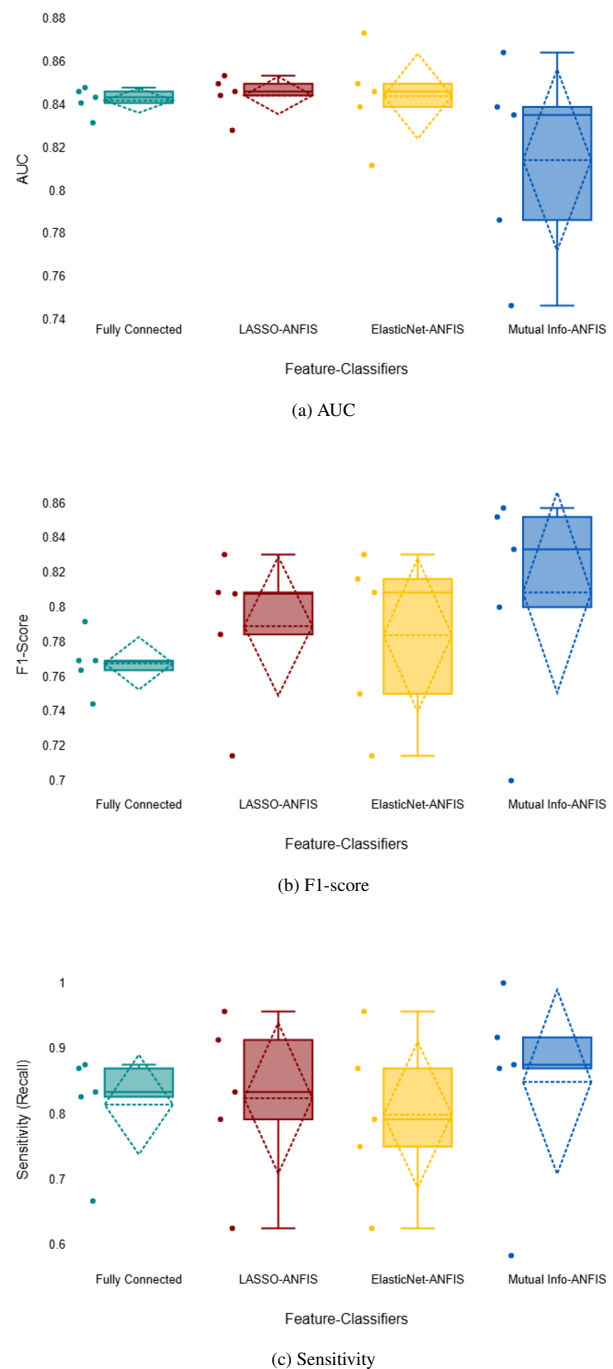 0.88
0.86
0.84
0.82
0.8
0.78
0.76
0.74
AUC
Fully Connected LASSO-ANFIS ElasticNet-ANFIS Mutual Info-ANFIS
Feature-Classifiers
(a) AUC
0.86
0.84
0.82
0.8
0.78
0.76
0.74
0.72
0.7
F1-Score
Fully Connected LASSO-ANFIS ElasticNet-ANFIS Mutual Info-ANFIS
Feature-Classifiers
(b) F1-score
1
0.9
0.8
0.7
0.6
Sensitivity (Recall)
Fully Connected LASSO-ANFIS ElasticNet-ANFIS Mutual Info-ANFIS
Feature-Classifiers
(c) Sensitivity